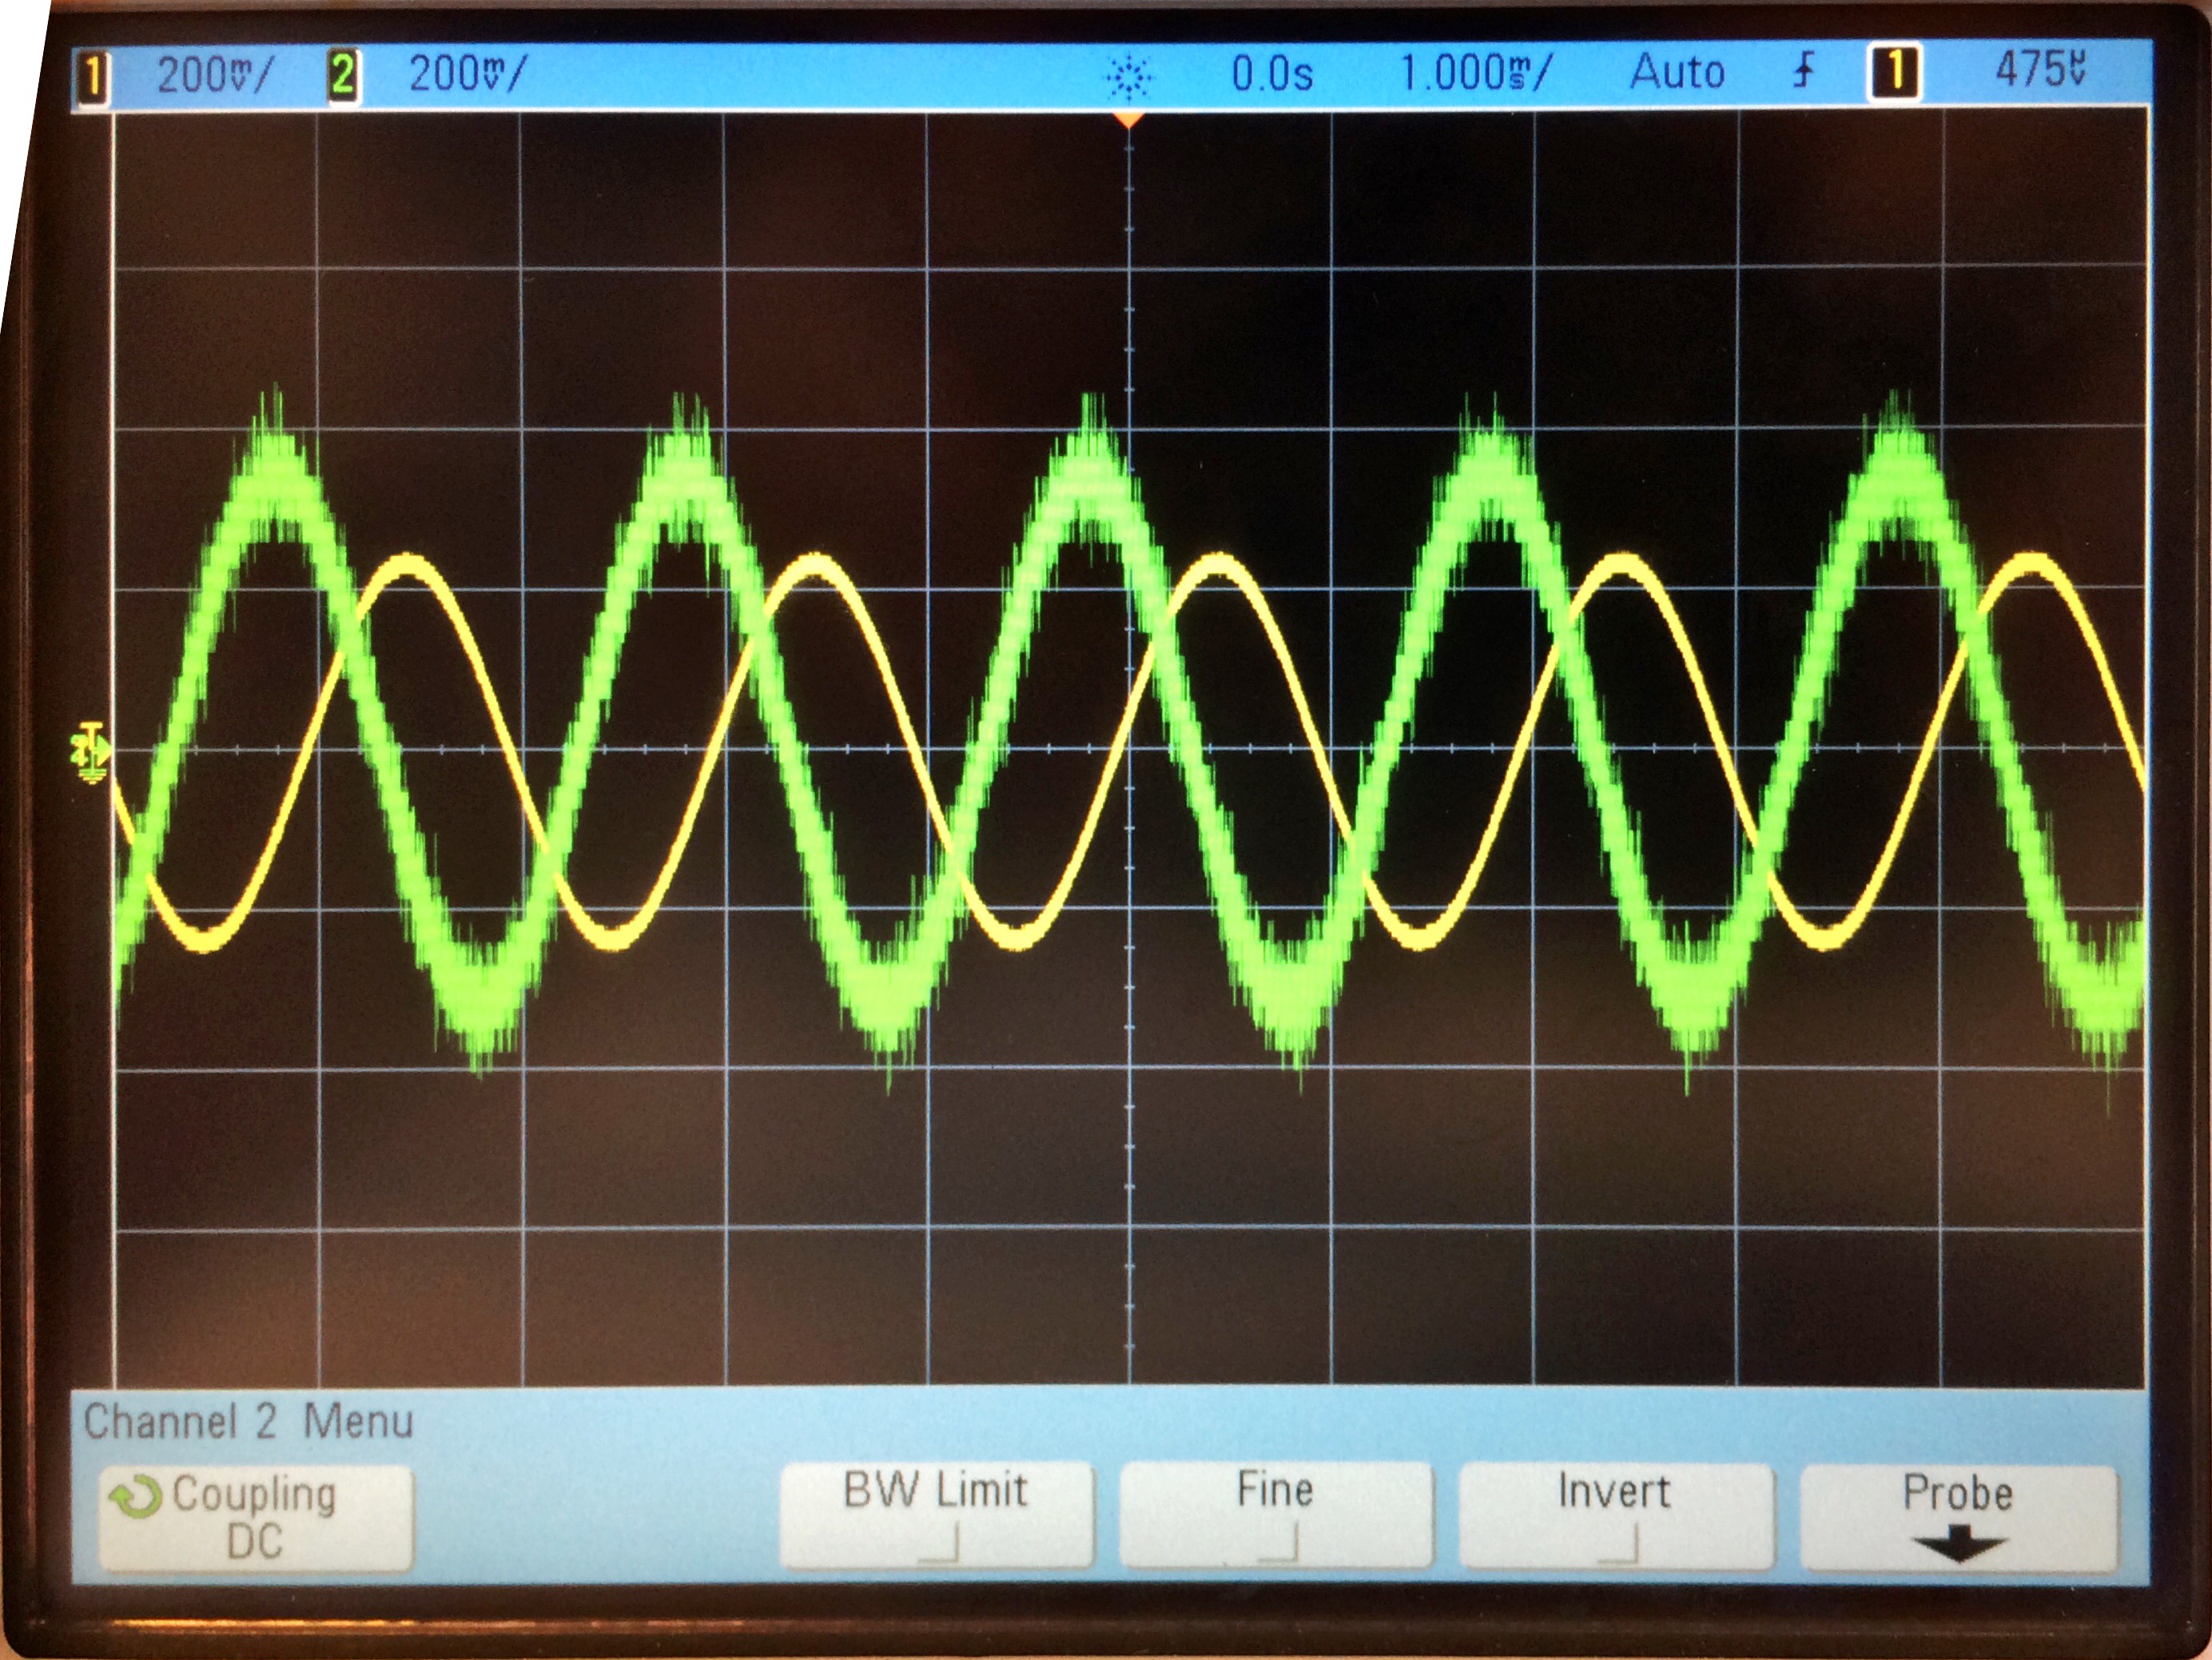 1 200mV/ 2 200mV/ 0.0s 1.000ms/ Auto 1 475µV
Channel 2 Menu
Coupling BW Limit Fine Invert Probe
DC